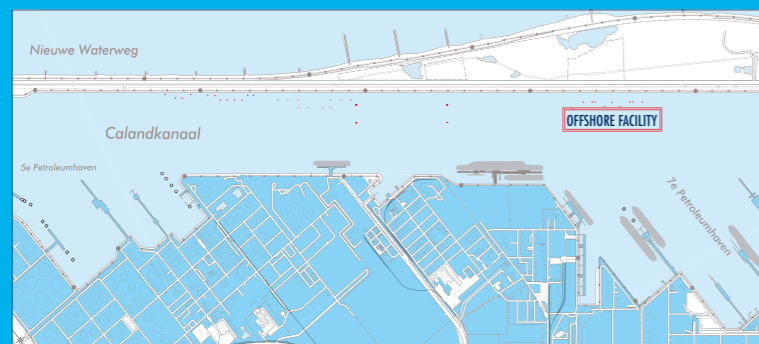 Nieuwe Waterweg
Calandkanaal
OFFSHORE FACILITY
5e Petroleumhaven
7e Petroleumhaven